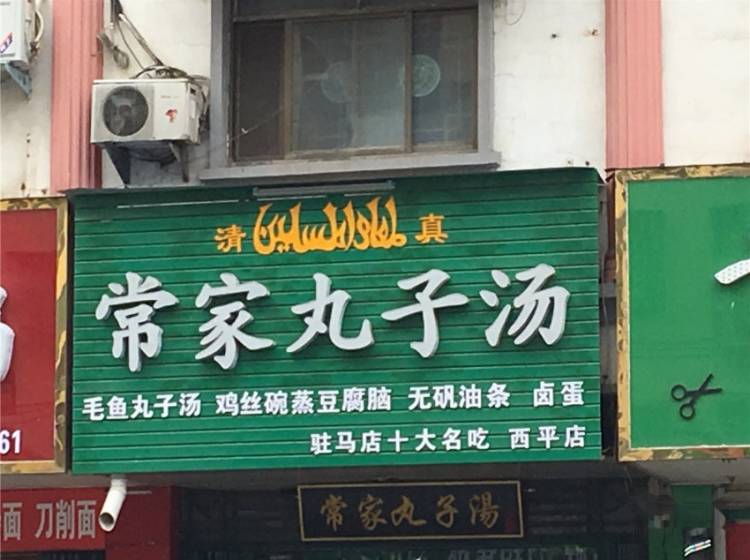 清 طعام المسلمين 真
常家丸子汤
毛鱼丸子汤 鸡丝碗蒸豆腐脑 无矾油条 卤蛋
驻马店十大名吃 西平店
常家丸子湯
61
面 刀削面